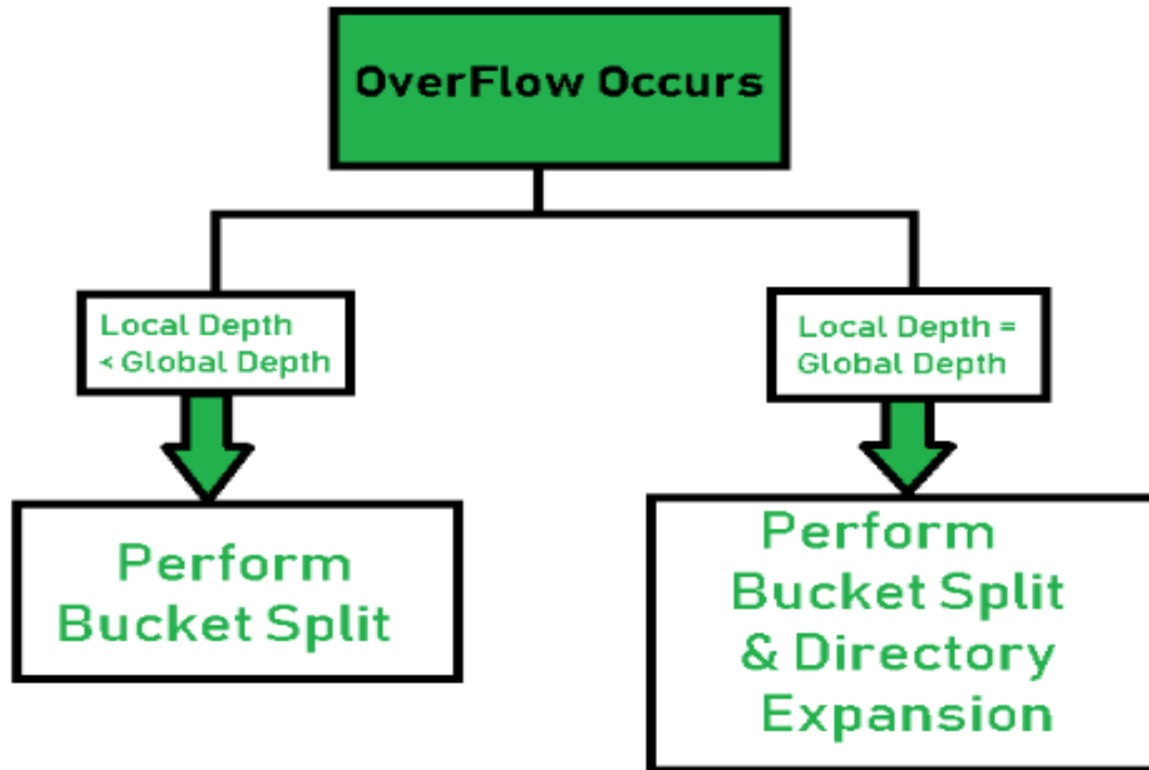 OverFlow Occurs
Local Depth
< Global Depth
Local Depth =
Global Depth
Perform
Bucket Split
Perform
Bucket Split
& Directory
Expansion